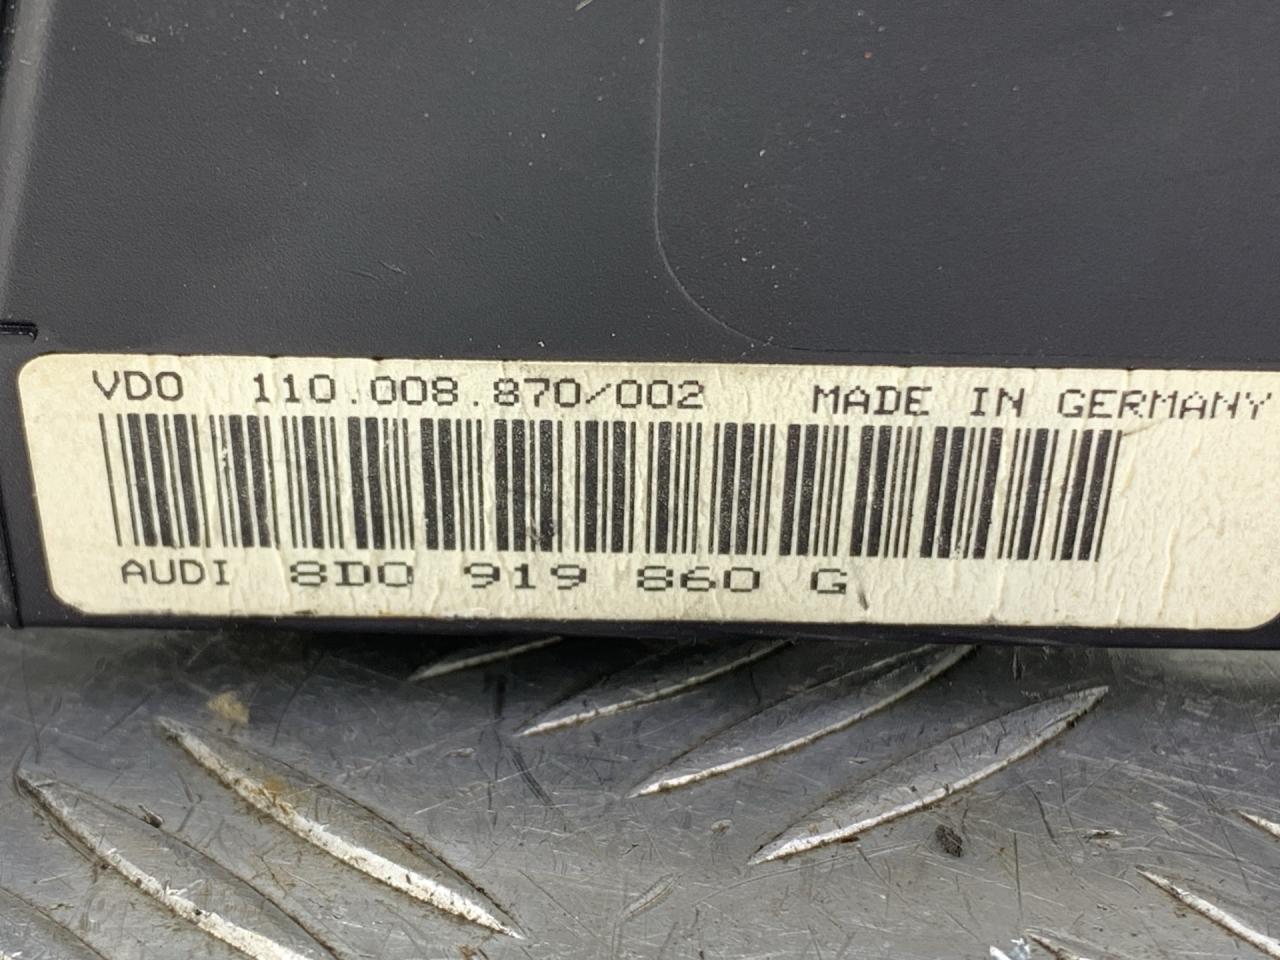 VDO 110.008.870/002 MADE IN GERMANY
AUDI 8D0 919 860 G